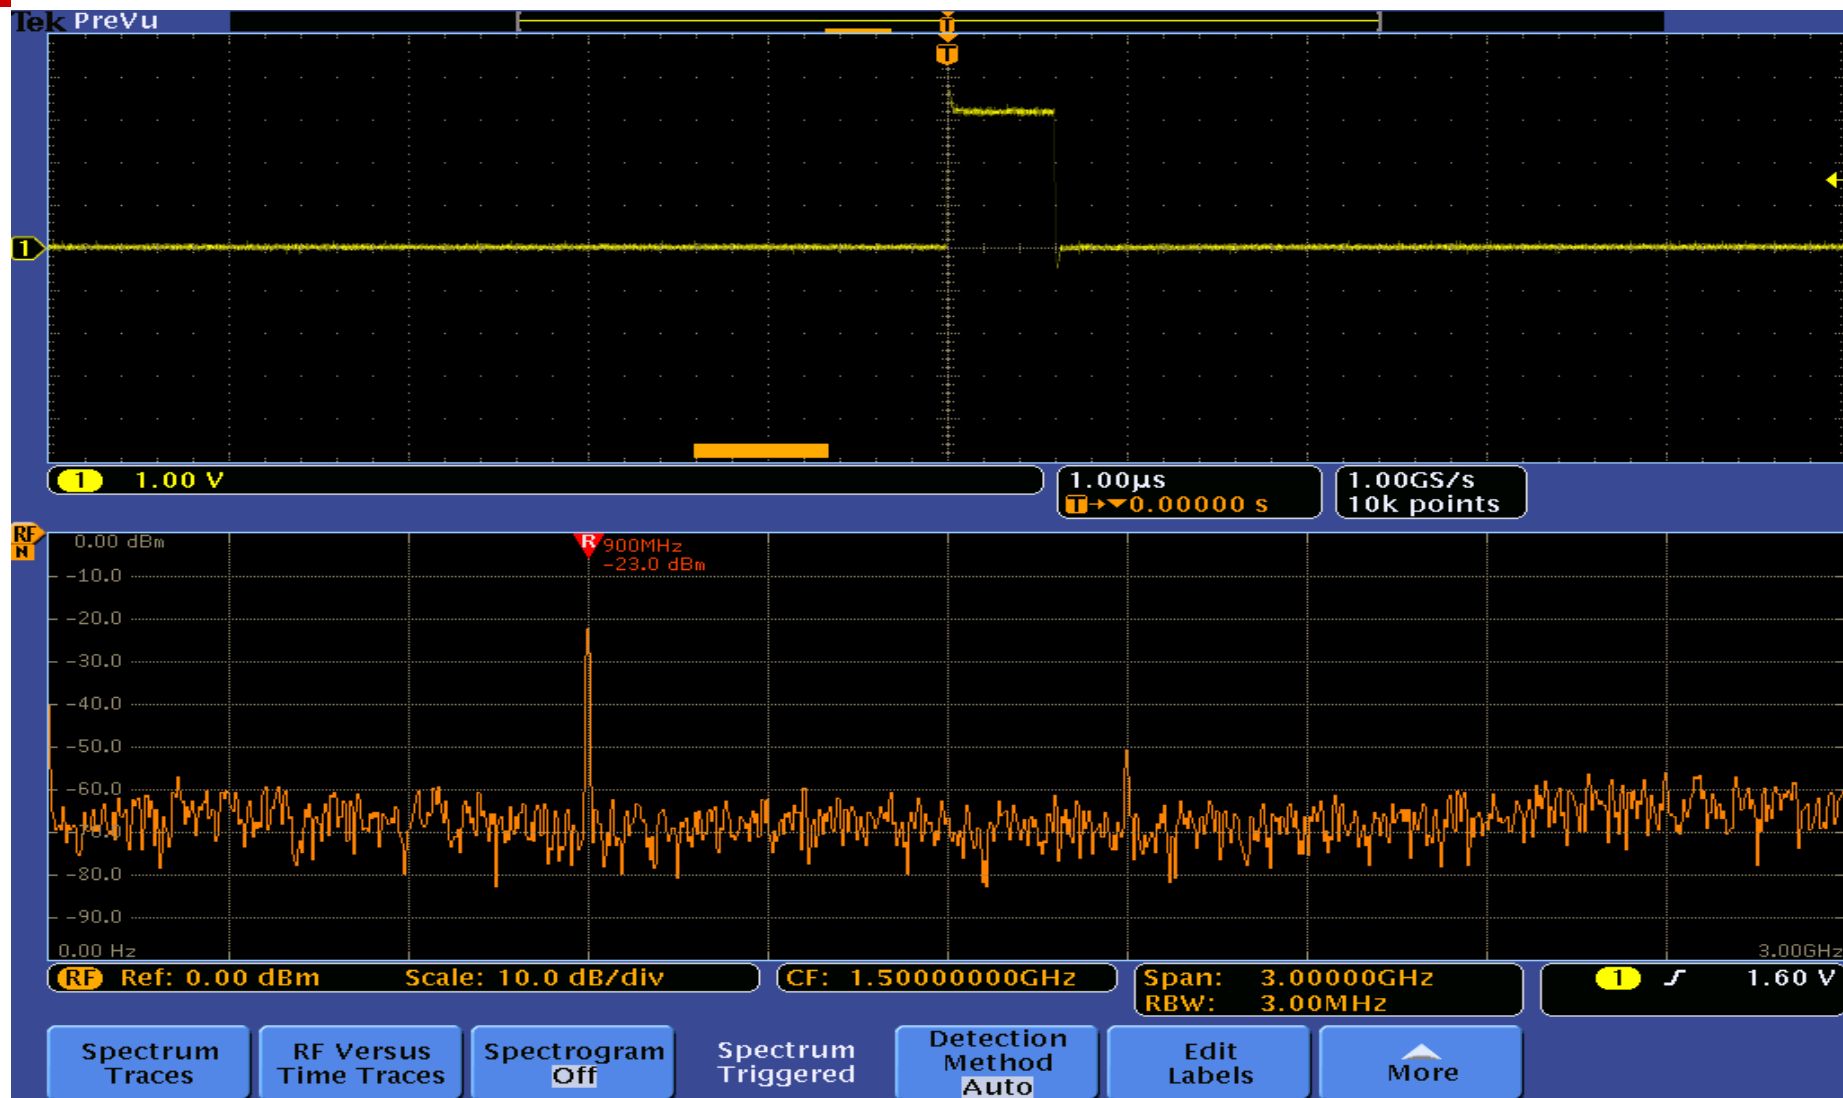 Tek PreVu
T
T
1
1 1.00 V
1.00µs
T→▼0.00000 s
1.00GS/s
10k points
RF
N
0.00 dBm
R 900MHz
-23.0 dBm
-10.0
-20.0
-30.0
-40.0
-50.0
-60.0
-70.0
-80.0
-90.0
0.00 Hz
3.00GHz
RF Ref: 0.00 dBm Scale: 10.0 dB/div
CF: 1.50000000GHz
Span: 3.00000GHz
RBW: 3.00MHz
1 1.60 V
Spectrum
Traces
RF Versus
Time Traces
Spectrogram
Off
Spectrum
Triggered
Detection
Method
Auto
Edit
Labels
More